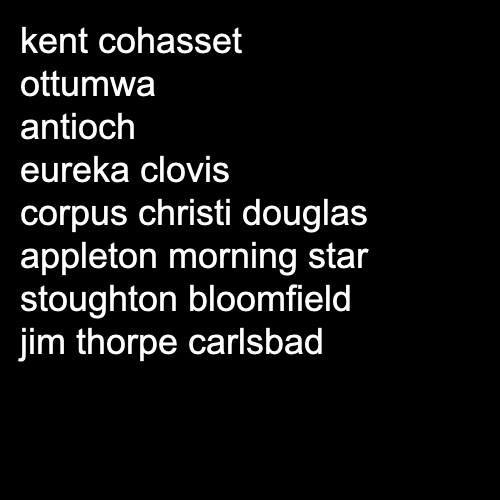 kent cohasset
ottumwa
antioch
eureka clovis
corpus christi douglas
appleton morning star
stoughton bloomfield
jim thorpe carlsbad